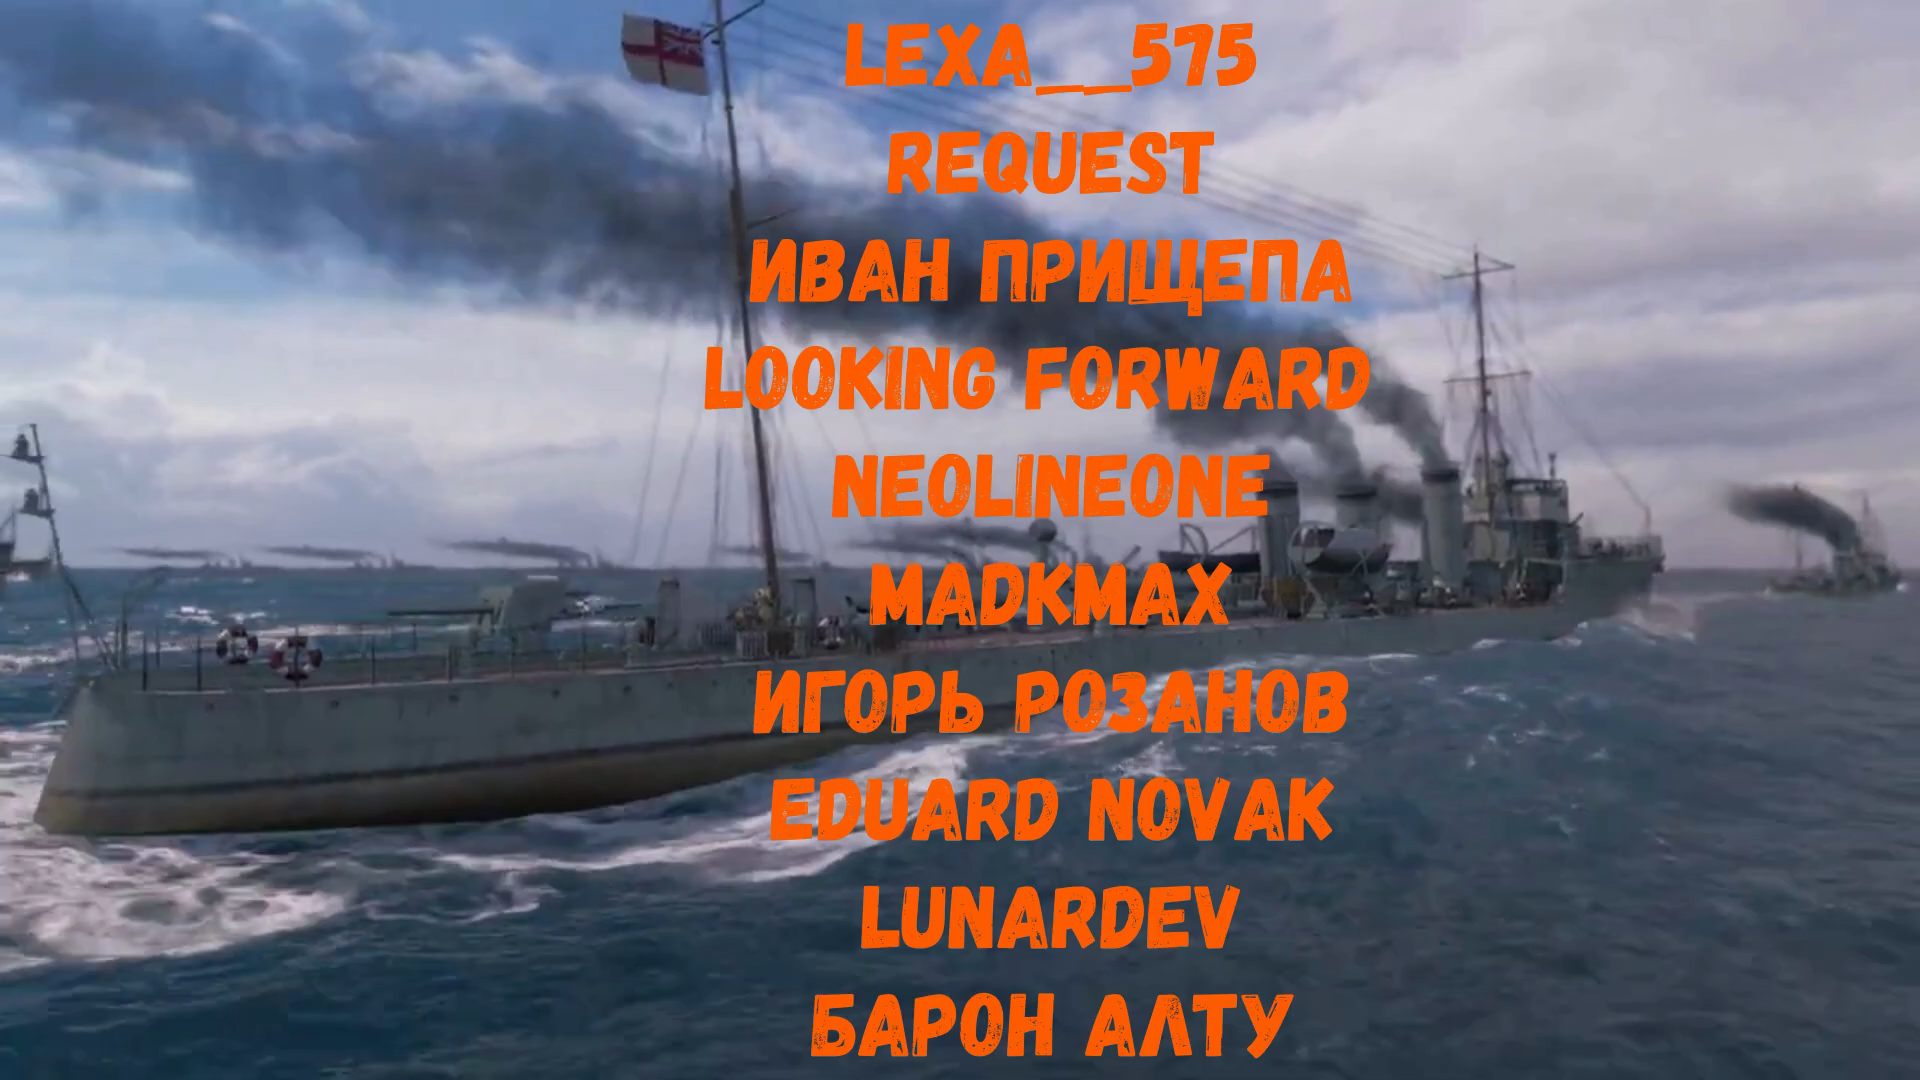 LEXA__575
REQUEST
ИВАН ПРИЩЕПА
LOOKING FORWARD
NEOLINEONE
MADKMAX
ИГОРЬ РОЗАНОВ
EDUARD NOVAK
LUNARDEV
БАРОН АЛТУ